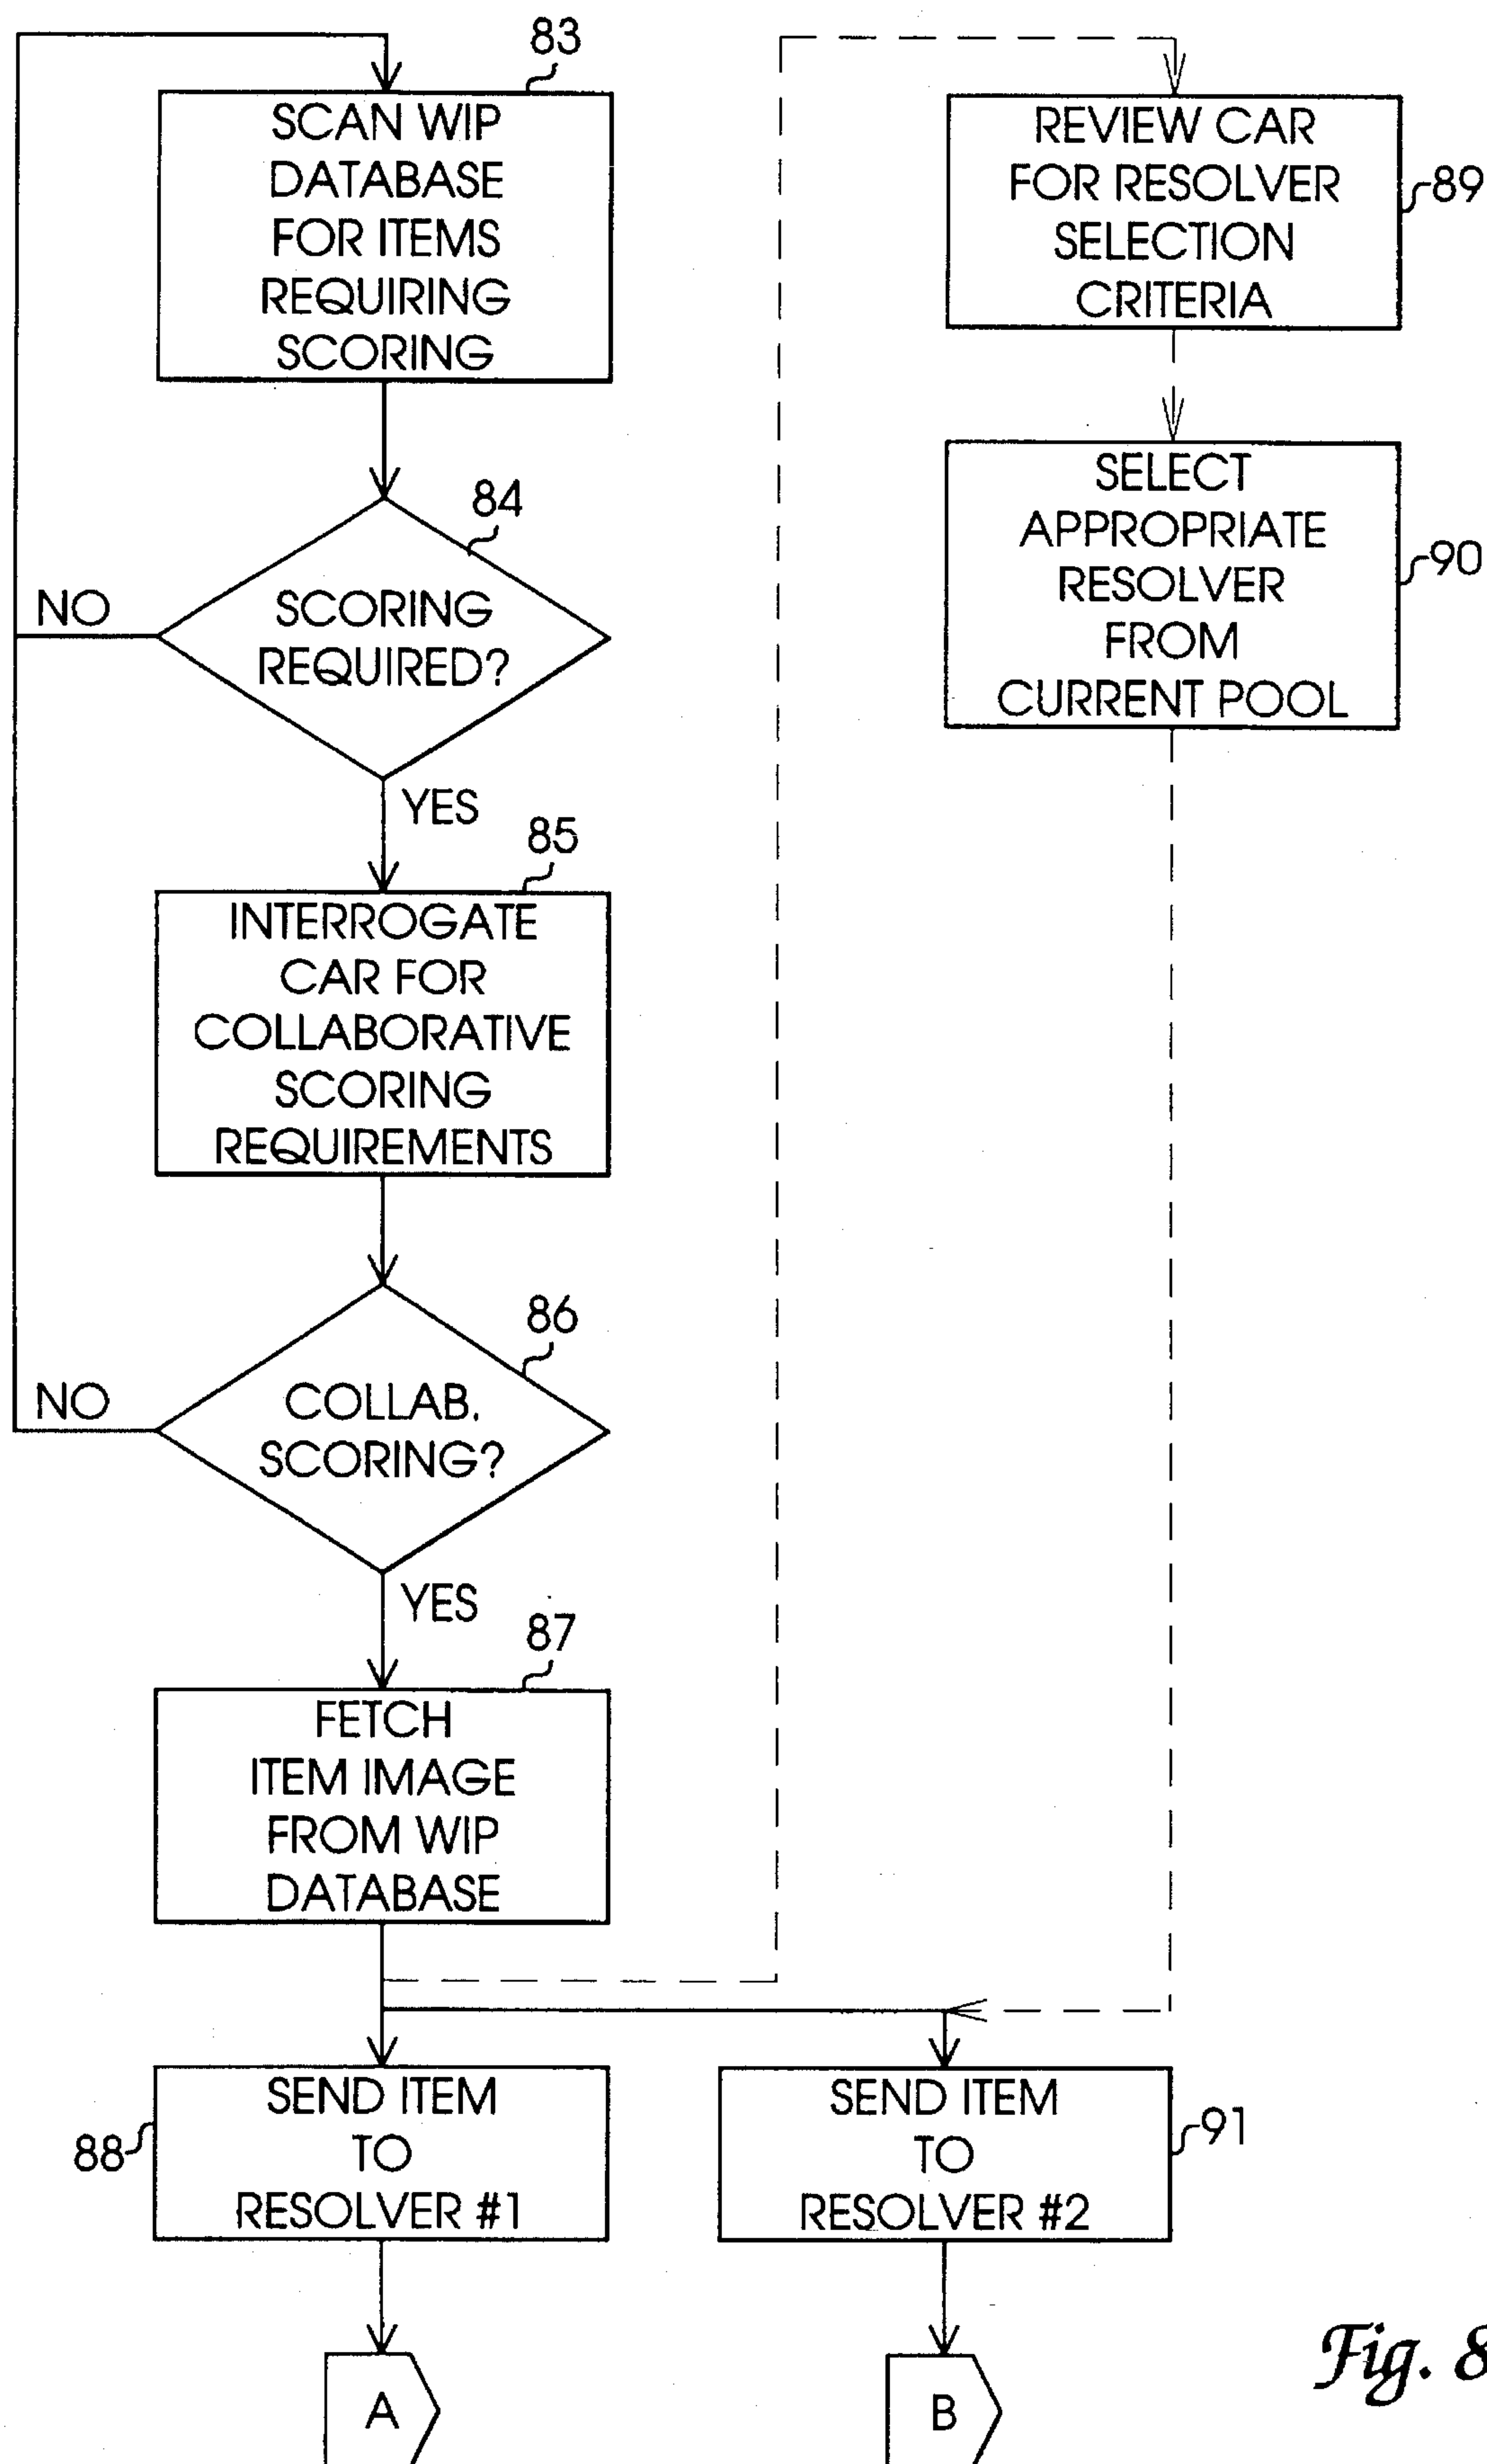 83
SCAN WIP
DATABASE
FOR ITEMS
REQUIRING
SCORING
84
NO
SCORING
REQUIRED?
YES
85
INTERROGATE
CAR FOR
COLLABORATIVE
SCORING
REQUIREMENTS
86
NO
COLLAB.
SCORING?
YES
87
FETCH
ITEM IMAGE
FROM WIP
DATABASE
88
SEND ITEM
TO
RESOLVER #1
A
REVIEW CAR
FOR RESOLVER
SELECTION
CRITERIA
89
SELECT
APPROPRIATE
RESOLVER
FROM
CURRENT POOL
90
SEND ITEM
TO
RESOLVER #2
91
B
Fig. 8